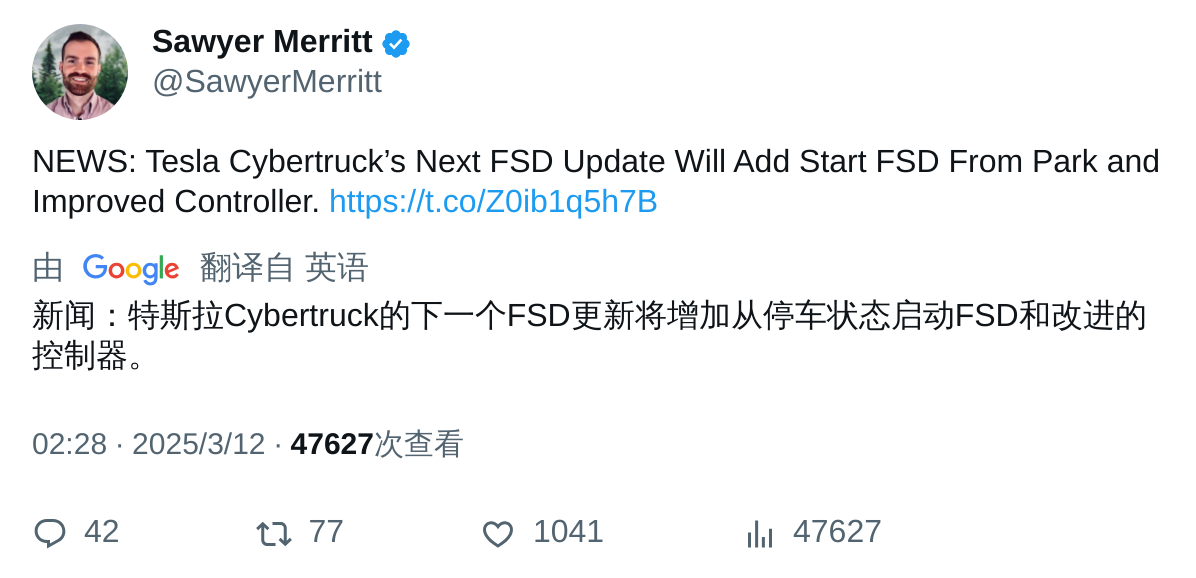 Sawyer Merritt
@SawyerMerritt
NEWS: Tesla Cybertruck’s Next FSD Update Will Add Start FSD From Park and
Improved Controller. https://t.co/Z0ib1q5h7B
由 Google 翻译自 英语
新闻：特斯拉Cybertruck的下一个FSD更新将增加从停车状态启动FSD和改进的
控制器。
02:28 · 2025/3/12 · 47627次查看
42 77 1041 47627